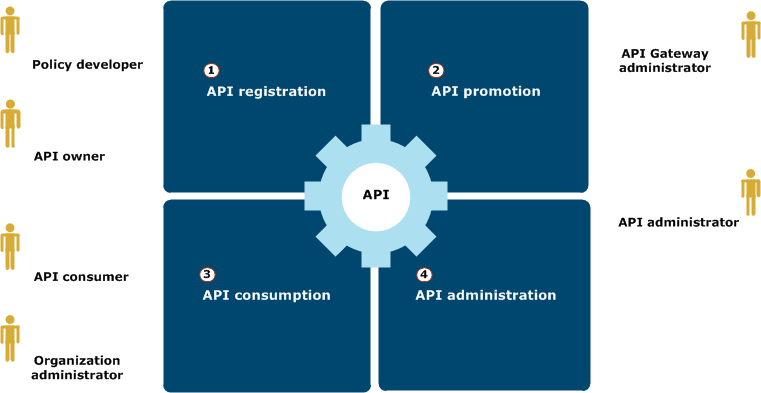 Policy developer
API owner
API consumer
Organization
administrator
1
API registration
2
API promotion
API
3
API consumption
4
API administration
API Gateway
administrator
API administrator